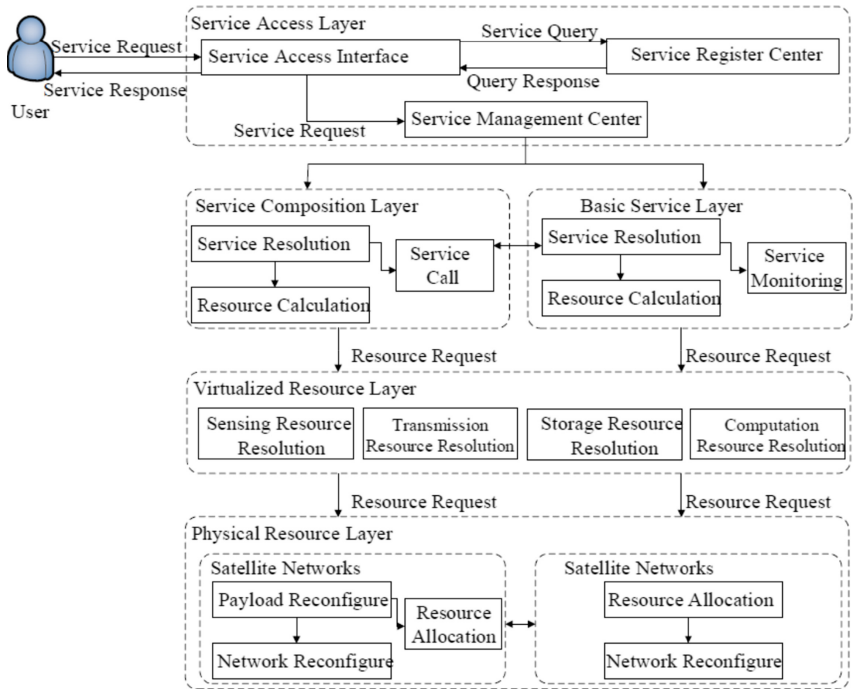 Service Access Layer
Service Request
Service Response
User
Service Access Interface
Service Query
Query Response
Service Register Center
Service Request
Service Management Center
Service Composition Layer
Service Resolution
Service
Call
Resource Calculation
Basic Service Layer
Service Resolution
Service
Monitoring
Resource Calculation
Resource Request
Resource Request
Virtualized Resource Layer
Sensing Resource
Resolution
Transmission
Resource Resolution
Storage Resource
Resolution
Computation
Resource Resolution
Resource Request
Resource Request
Physical Resource Layer
Satellite Networks
Payload Reconfigure
Resource
Allocation
Network Reconfigure
Satellite Networks
Resource Allocation
Network Reconfigure